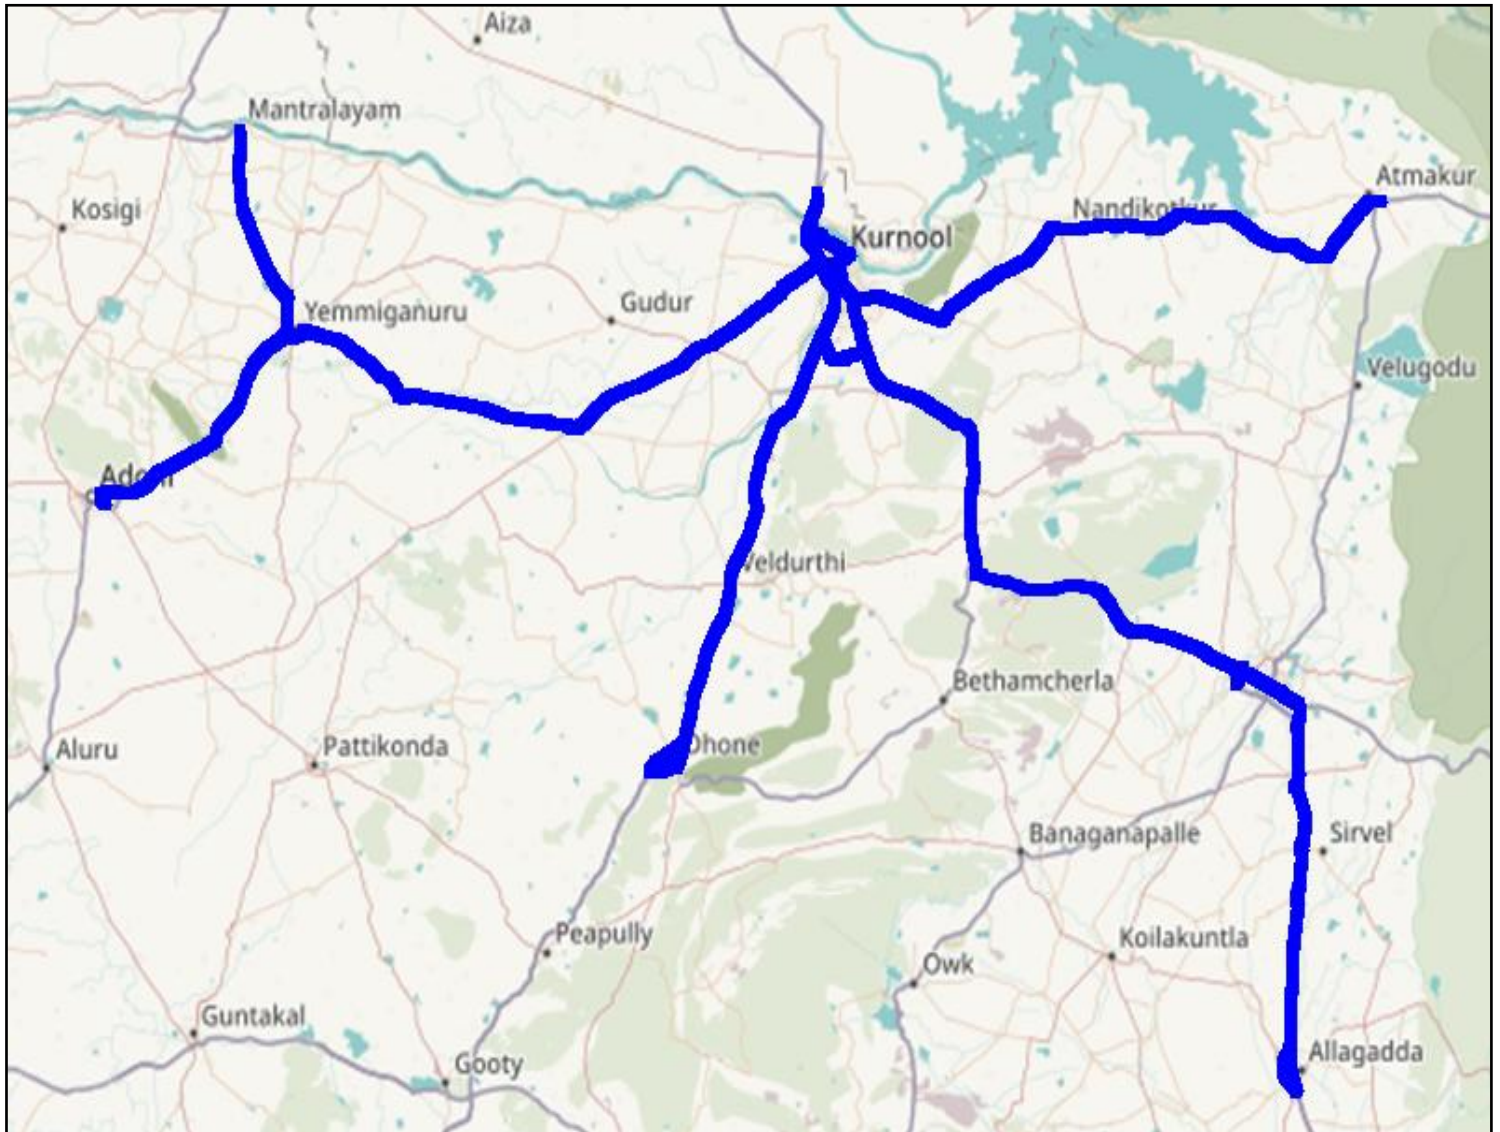 Aiza
Mantralayam
Atmakur
Kosigi
Nandikotkur
Kurnool
Yemmiganuru
Gudur
Velugodu
Adoni
Veldurthi
Bethamcherla
Aluru
Pattikonda
Dhone
Banaganapalle
Sirvel
Peapully
Koilakuntla
Owk
Guntakal
Gooty
Allagadda